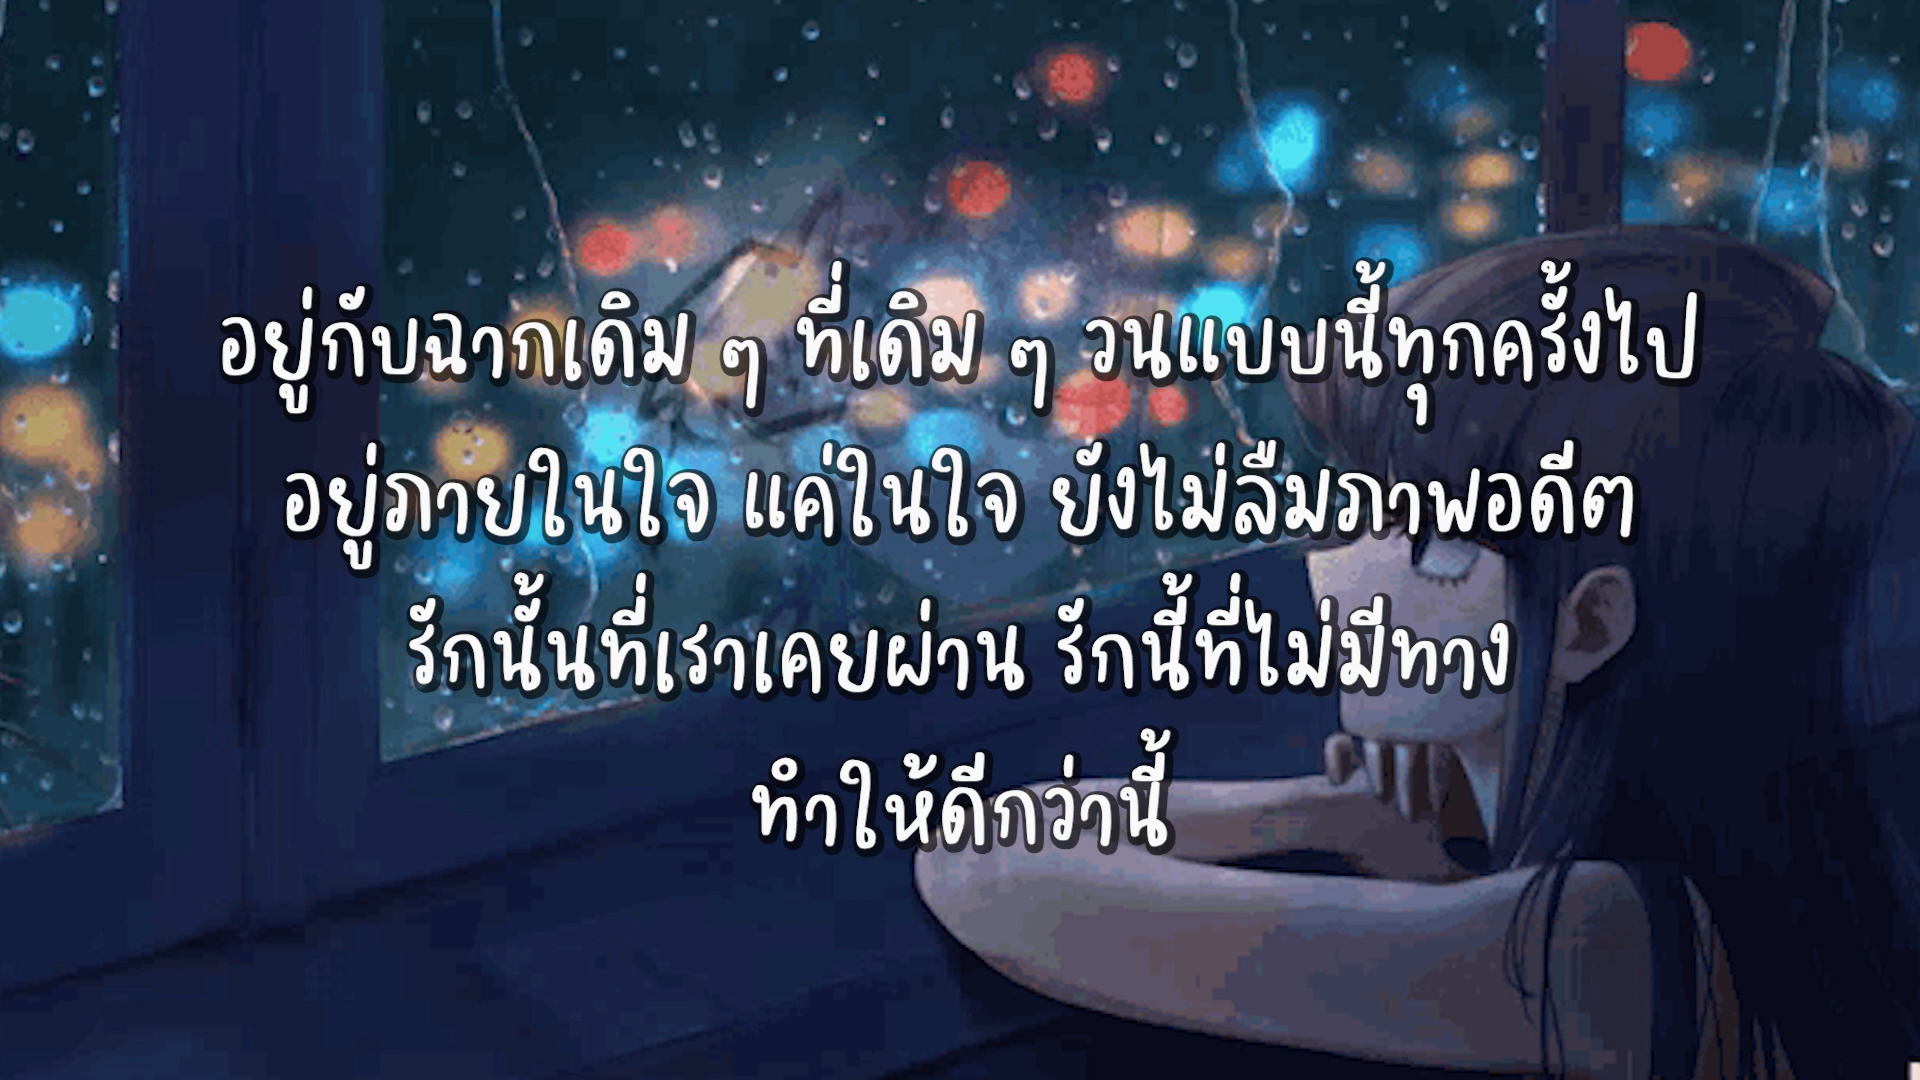 อยู่กับฉากเดิม ๆ ที่เดิม ๆ วนแบบนี้ทุกครั้งไป
อยู่ภายในใจ แค่ในใจ ยังไม่ลืมภาพอดีต
รักนั้นที่เราเคยผ่าน รักนี้ที่ไม่มีทาง
ทำให้ดีกว่านี้